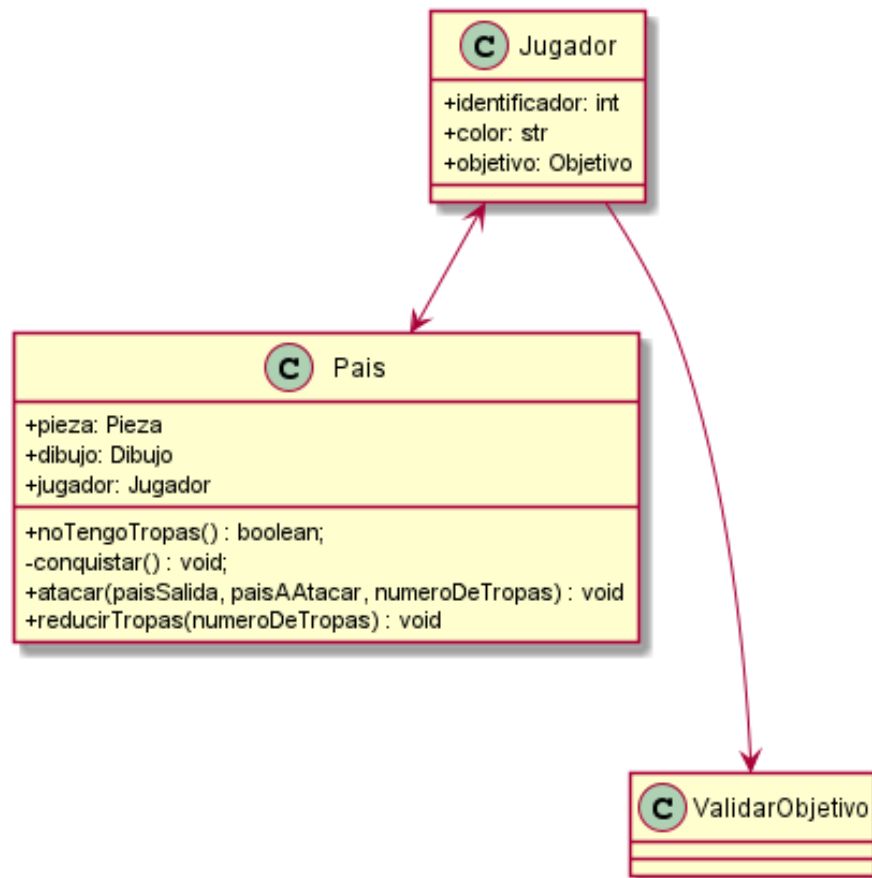 C Jugador
+identificador: int
+color: str
+objetivo: Objetivo
C Pais
+pieza: Pieza
+dibujo: Dibujo
+jugador: Jugador
+noTengoTropas() : boolean;
-conquistar() : void;
+atacar(paisSalida, paisAAtacar, numeroDeTropas) : void
+reducirTropas(numeroDeTropas) : void
C ValidarObjetivo